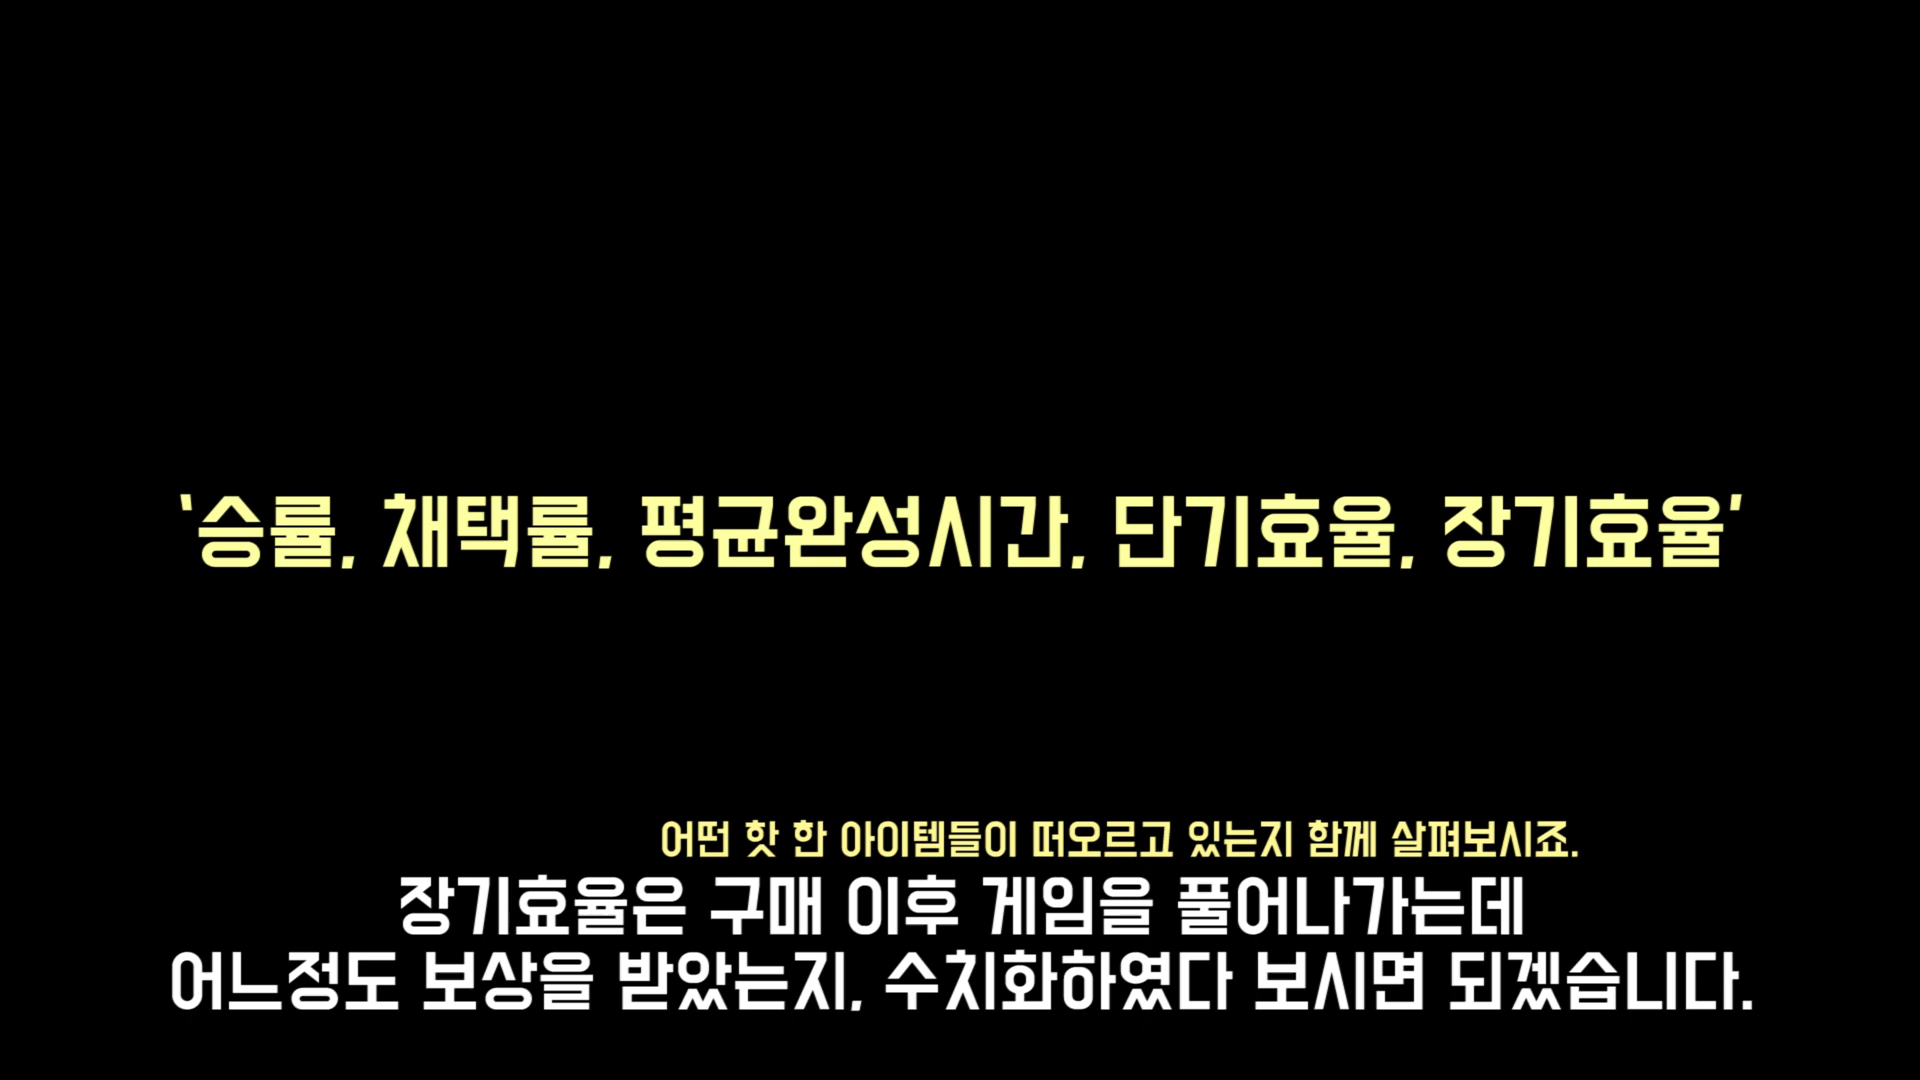 ‘승률, 채택률, 평균완성시간, 단기효율, 장기효율’
어떤 핫 한 아이템들이 떠오르고 있는지 함께 살펴보시죠.
장기효율은 구매 이후 게임을 풀어나가는데
어느정도 보상을 받았는지, 수치화하였다 보시면 되겠습니다.